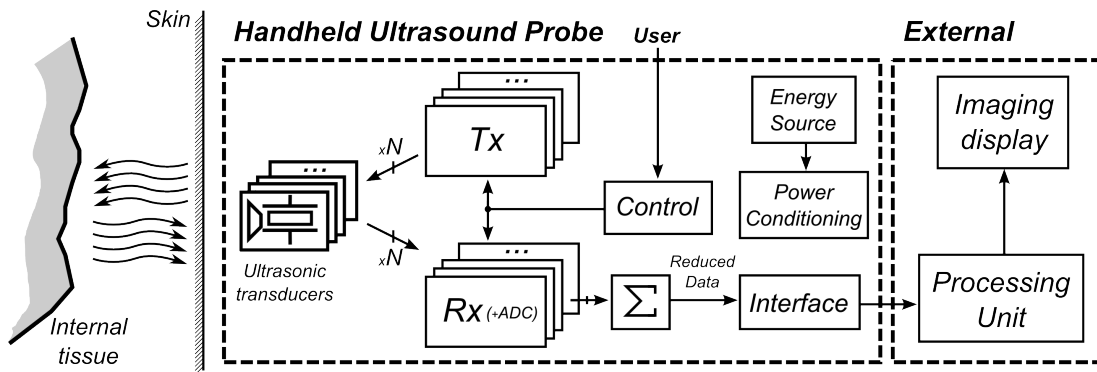 Skin
Handheld Ultrasound Probe
User
External
...
Tx
xN
Energy
Source
Imaging
display
...
Control
Power
Conditioning
xN
Ultrasonic
transducers
...
Rx (+ADC)
Σ
Reduced
Data
Interface
Processing
Unit
Internal
tissue